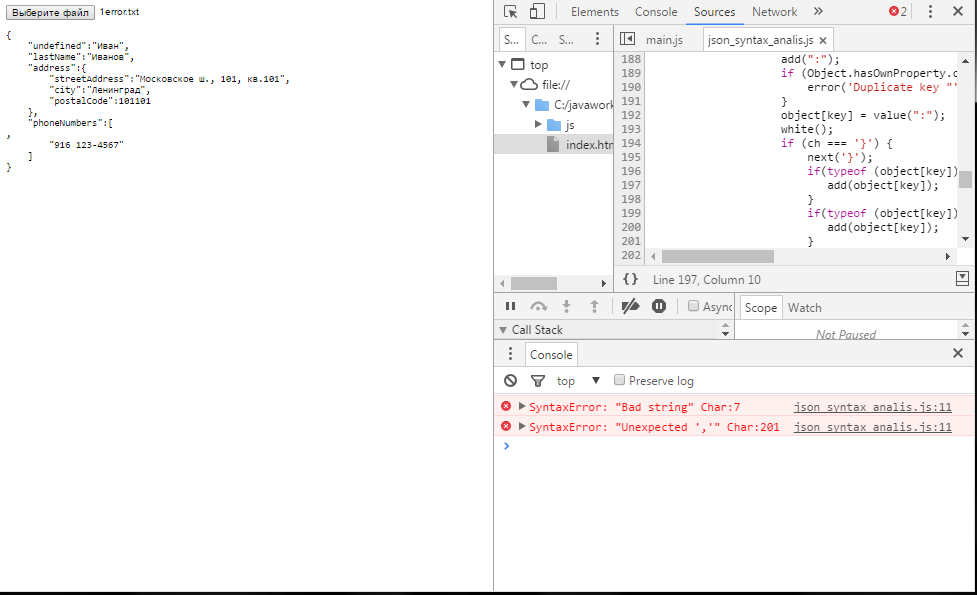 Выберите файл 1error.txt
{
"undefined":"Иван",
"lastName":"Иванов",
"address":{
"streetAddress":"Московское ш., 101, кв.101",
"city":"Ленинград",
"postalCode":101101
},
"phoneNumbers":[
,
"916 123-4567"
]
}
Elements Console Sources Network » 2
S... C... S...
top
file://
C:/javawork
js
index.htm
main.js json_syntax_analis.js ×
188 add(":");
189 if (Object.hasOwnProperty.c
190 error('Duplicate key "'
191 }
192 object[key] = value(":");
193 white();
194 if (ch === '}') {
195 next('}');
196 if(typeof (object[key])
197 add(object[key]);
198 }
199 if(typeof (object[key])
200 add(object[key]);
201 }
202
{} Line 197, Column 10
Async
Call Stack
Scope Watch
Not Paused
Console
top Preserve log
SyntaxError: "Bad string" Char:7 json_syntax_analis.js:11
SyntaxError: "Unexpected ','" Char:201 json_syntax_analis.js:11